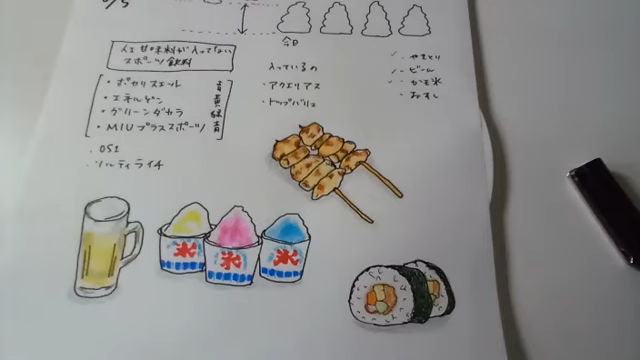 今日
人工甘味料が入ってない
スポーツ飲料
・ポカリスエット 青
・エネルゲン 黄
・グリーンダカラ 緑
・MIUプラススポーツ 青
・OS1
・ソルティライチ
入っているの
・アクエリアス
・トップバリュ
・やきとり
・ビール
・かき氷
・おすし
氷
氷
氷